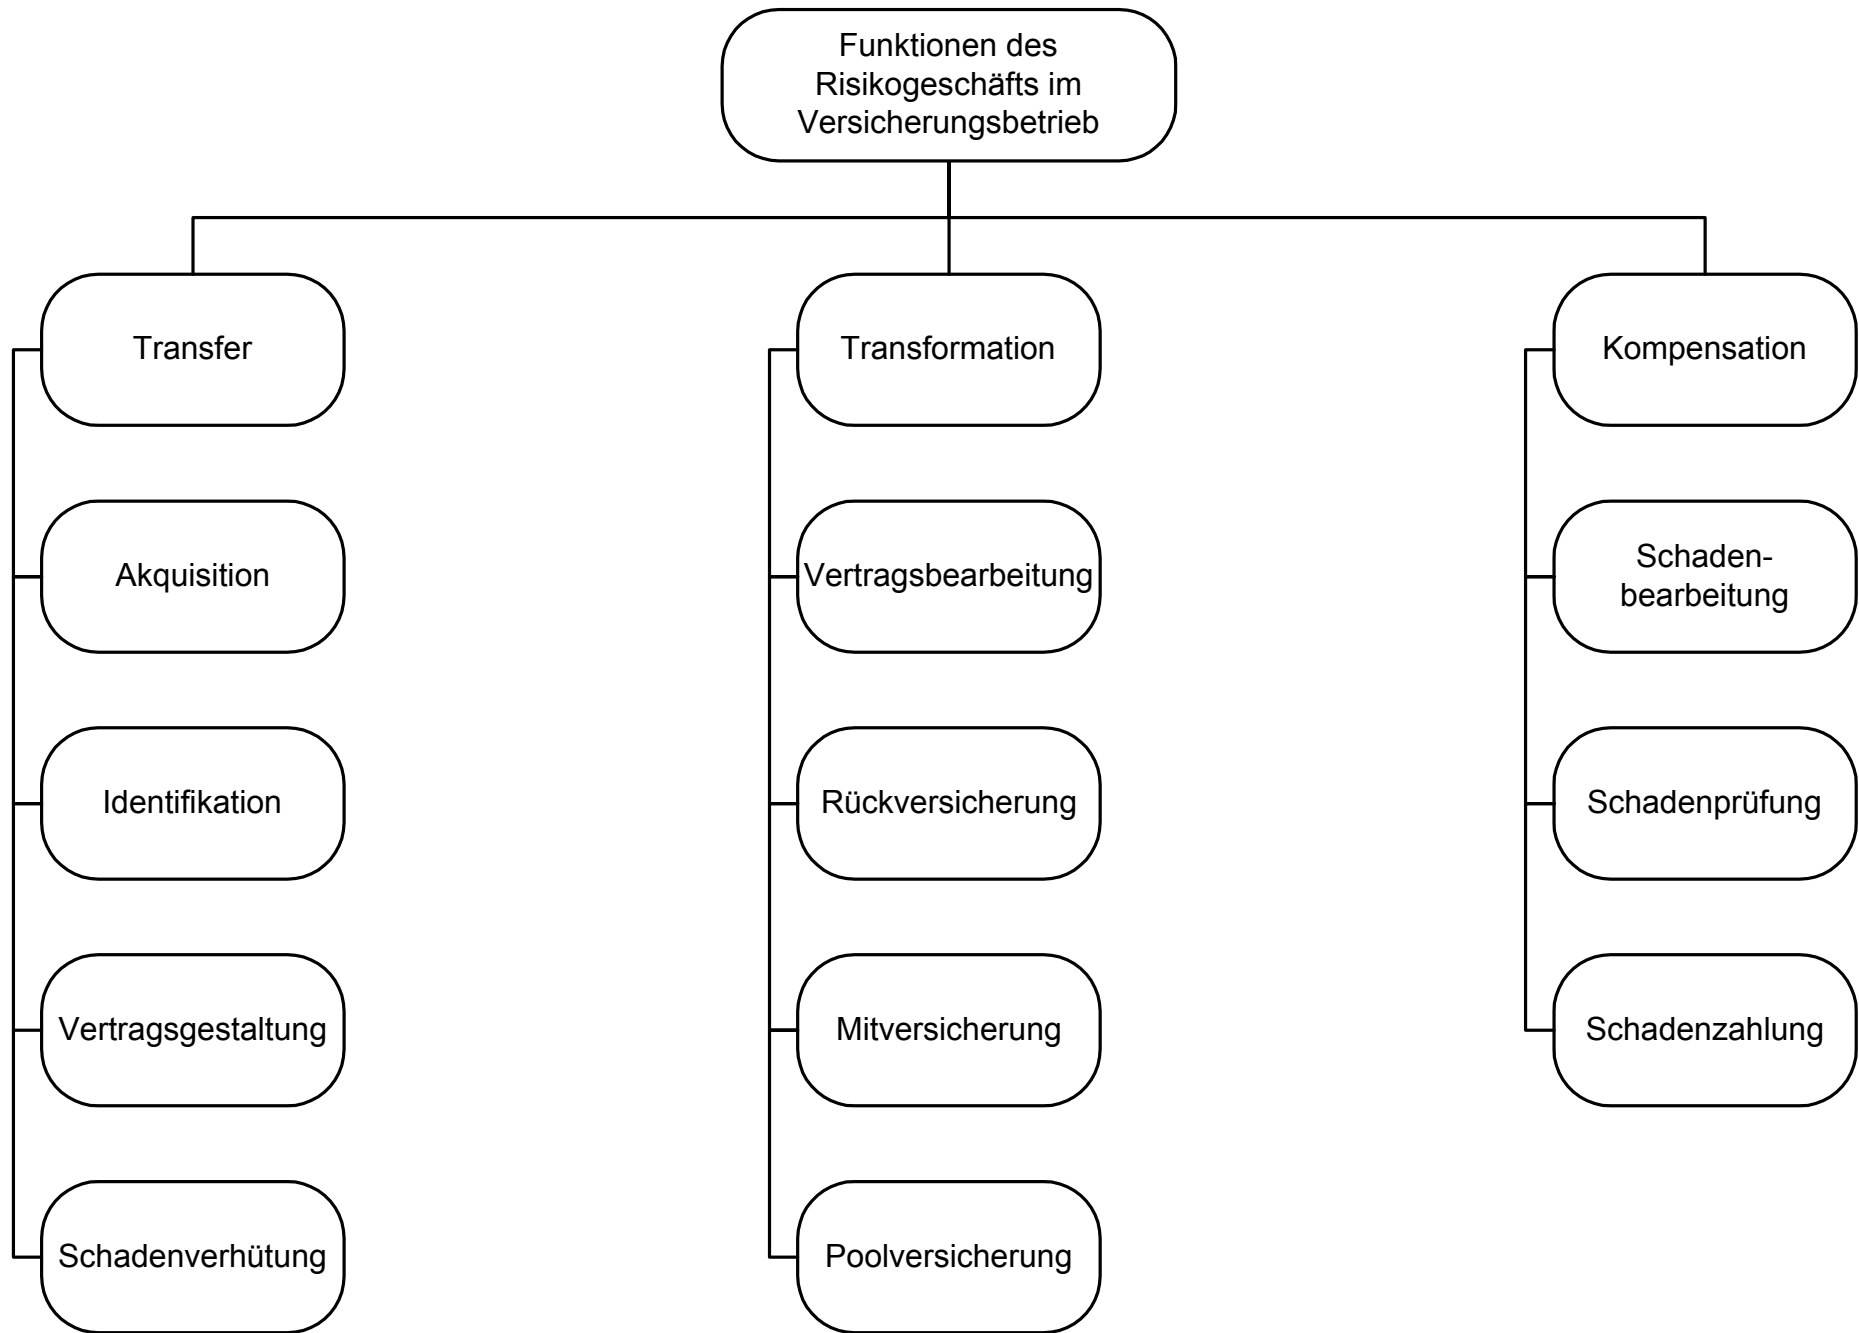 Funktionen des
Risikogeschäfts im
Versicherungsbetrieb
Transfer
Akquisition
Identifikation
Vertragsgestaltung
Schadenverhütung
Transformation
Vertragsbearbeitung
Rückversicherung
Mitversicherung
Poolversicherung
Kompensation
Schaden-
bearbeitung
Schadenprüfung
Schadenzahlung